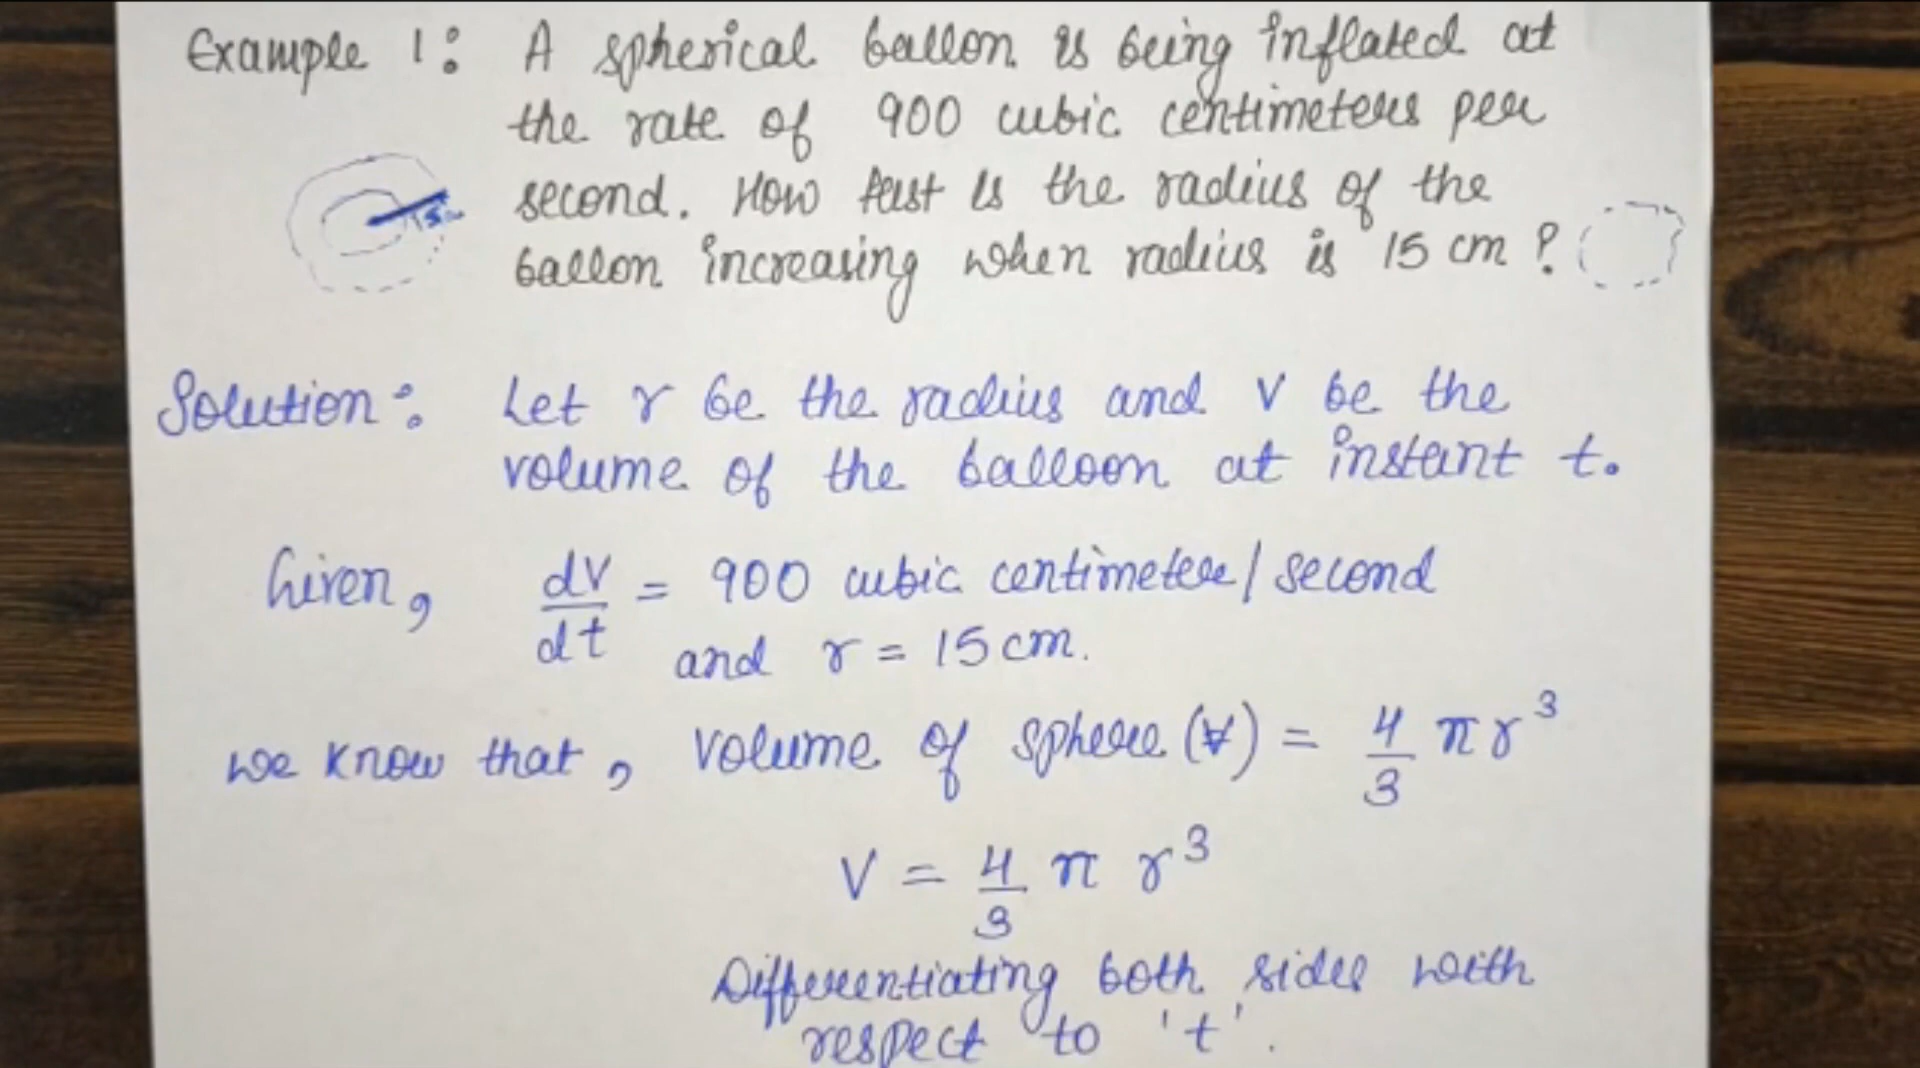 Example 1: A spherical ballon is being inflated at
the rate of 900 cubic centimeters per
second. How fast is the radius of the
ballon increasing when radius is 15 cm?
15
Solution: Let r be the radius and V be the
volume of the balloon at instant t.
Given, dV/dt = 900 cubic centimeter/second
and r = 15 cm.
we know that, volume of sphere (V) = 4/3 π r³
V = 4/3 π r³
Differentiating both sides with
respect to 't'.